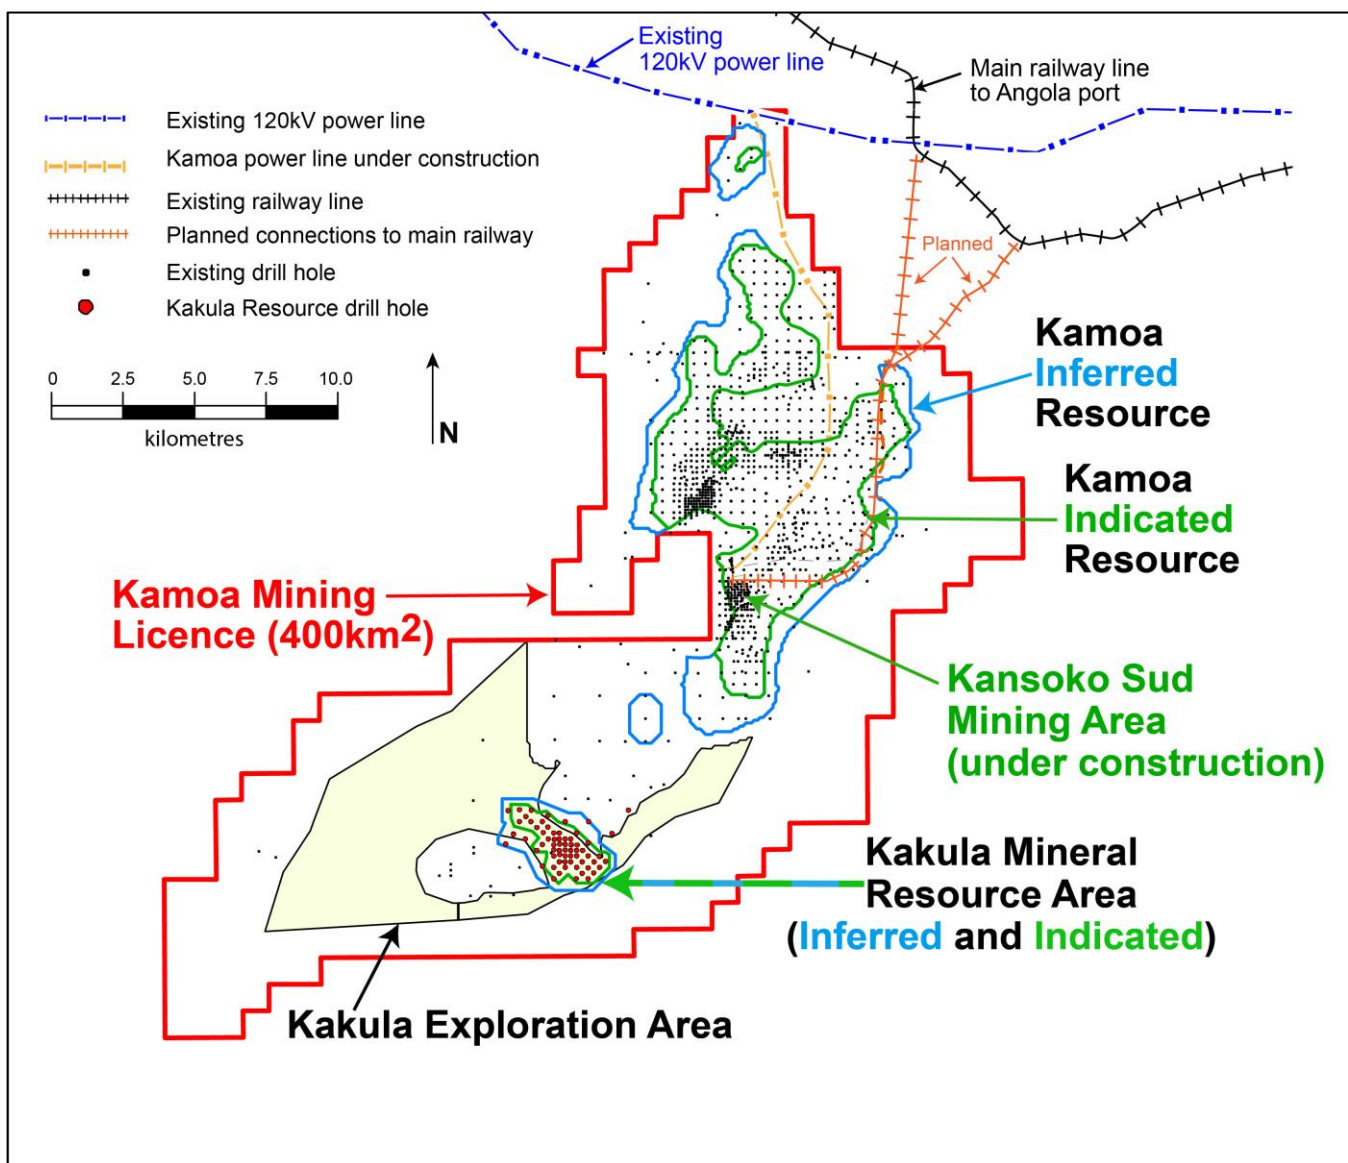 Existing
120kV power line
Main railway line
to Angola port
Existing 120kV power line
Kamoa power line under construction
Existing railway line
Planned connections to main railway
Existing drill hole
Kakula Resource drill hole
0 2.5 5.0 7.5 10.0
kilometres
N
Planned
Kamoa
Inferred
Resource
Kamoa
Indicated
Resource
Kamoa Mining
Licence (400km2)
Kansoko Sud
Mining Area
(under construction)
Kakula Mineral
Resource Area
(Inferred and Indicated)
Kakula Exploration Area